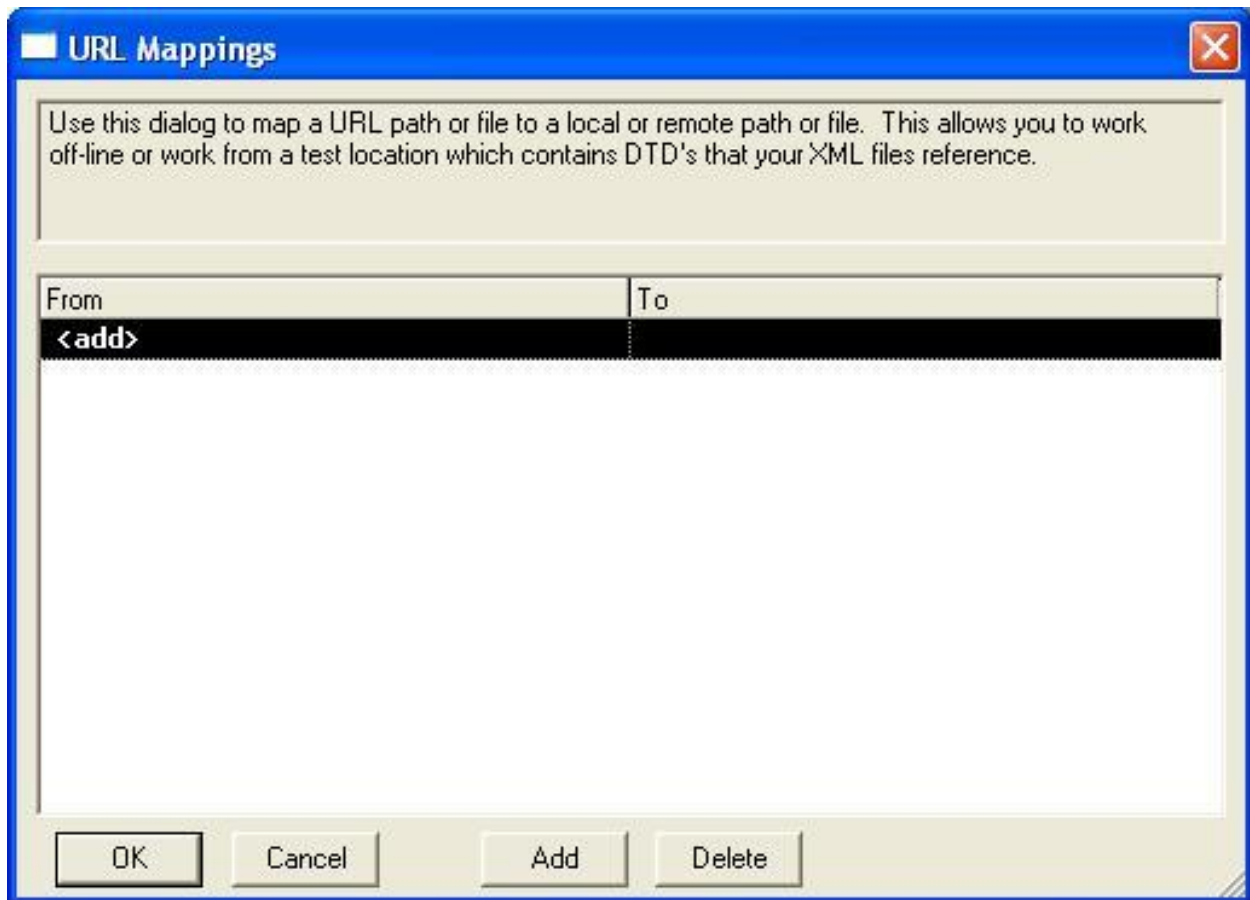 URL Mappings
Use this dialog to map a URL path or file to a local or remote path or file.  This allows you to work
off-line or work from a test location which contains DTD's that your XML files reference.
From To
<add>
OK Cancel Add Delete